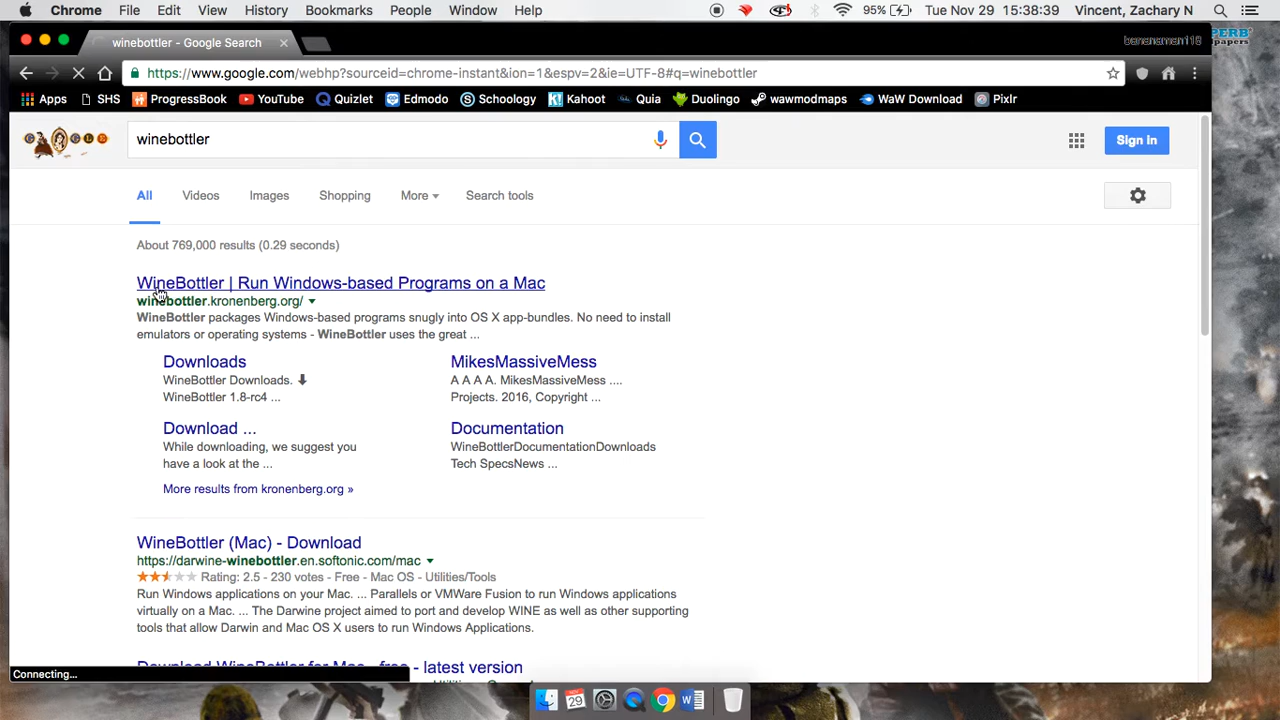 Chrome File Edit View History Bookmarks People Window Help 95% Tue Nov 29 15:38:39 Vincent, Zachary N
winebottler - Google Search
bananaman118
https://www.google.com/webhp?sourceid=chrome-instant&ion=1&espv=2&ie=UTF-8#q=winebottler
Apps SHS ProgressBook YouTube Quizlet Edmodo Schoology Kahoot Quia Duolingo wawmodmaps WaW Download Pixlr
winebottler
Sign in
All Videos Images Shopping More Search tools
About 769,000 results (0.29 seconds)
WineBottler | Run Windows-based Programs on a Mac
winebottler.kronenberg.org/
WineBottler packages Windows-based programs snugly into OS X app-bundles. No need to install
emulators or operating systems - WineBottler uses the great ...
Downloads
WineBottler Downloads.
WineBottler 1.8-rc4 ...
MikesMassiveMess
A A A A. MikesMassiveMess ....
Projects. 2016, Copyright ...
Download ...
While downloading, we suggest you
have a look at the ...
Documentation
WineBottlerDocumentationDownloads
Tech SpecsNews ...
More results from kronenberg.org »
WineBottler (Mac) - Download
https://darwine-winebottler.en.softonic.com/mac
Rating: 2.5 - 230 votes - Free - Mac OS - Utilities/Tools
Run Windows applications on your Mac. ... Parallels or VMWare Fusion to run Windows applications
virtually on a Mac. ... The Darwine project aimed to port and develop WINE as well as other supporting
tools that allow Darwin and Mac OS X users to run Windows Applications.
Download WineBottler for Mac - free - latest version
Connecting...
29